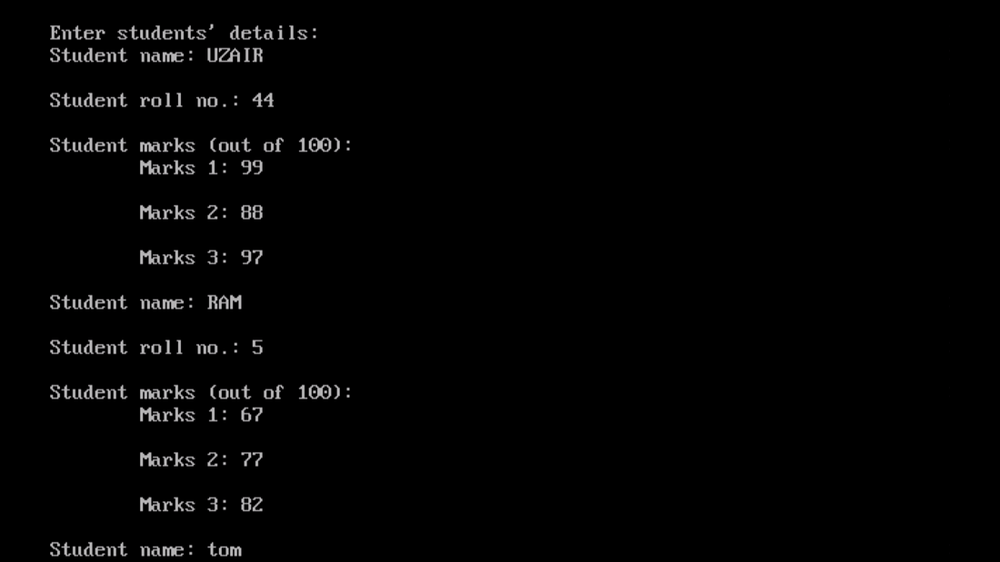 Enter students' details:
Student name: UZAIR
Student roll no.: 44
Student marks (out of 100):
Marks 1: 99
Marks 2: 88
Marks 3: 97
Student name: RAM
Student roll no.: 5
Student marks (out of 100):
Marks 1: 67
Marks 2: 77
Marks 3: 82
Student name: tom